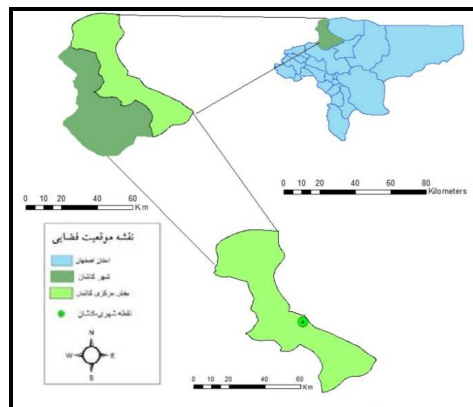 0 10 20 40 60
Km
0 10 20 40 60 80
Kilometers
نقشه موقعیت فضایی
استان اصفهان
شهر کاشان
بخش مرکزی کاشان
نقطه شهری-کاشان
N
W E
S
0 10 20 40 60
Km